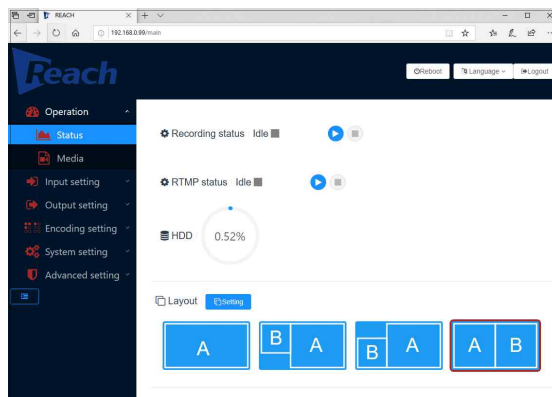 REACH
192.168.0.99/main
Reach
Reboot
Language
Logout
Operation
Status
Media
Input setting
Output setting
Encoding setting
System setting
Advanced setting
Recording status Idle
RTMP status Idle
HDD 0.52%
Layout Setting
A
B A
B A
A B